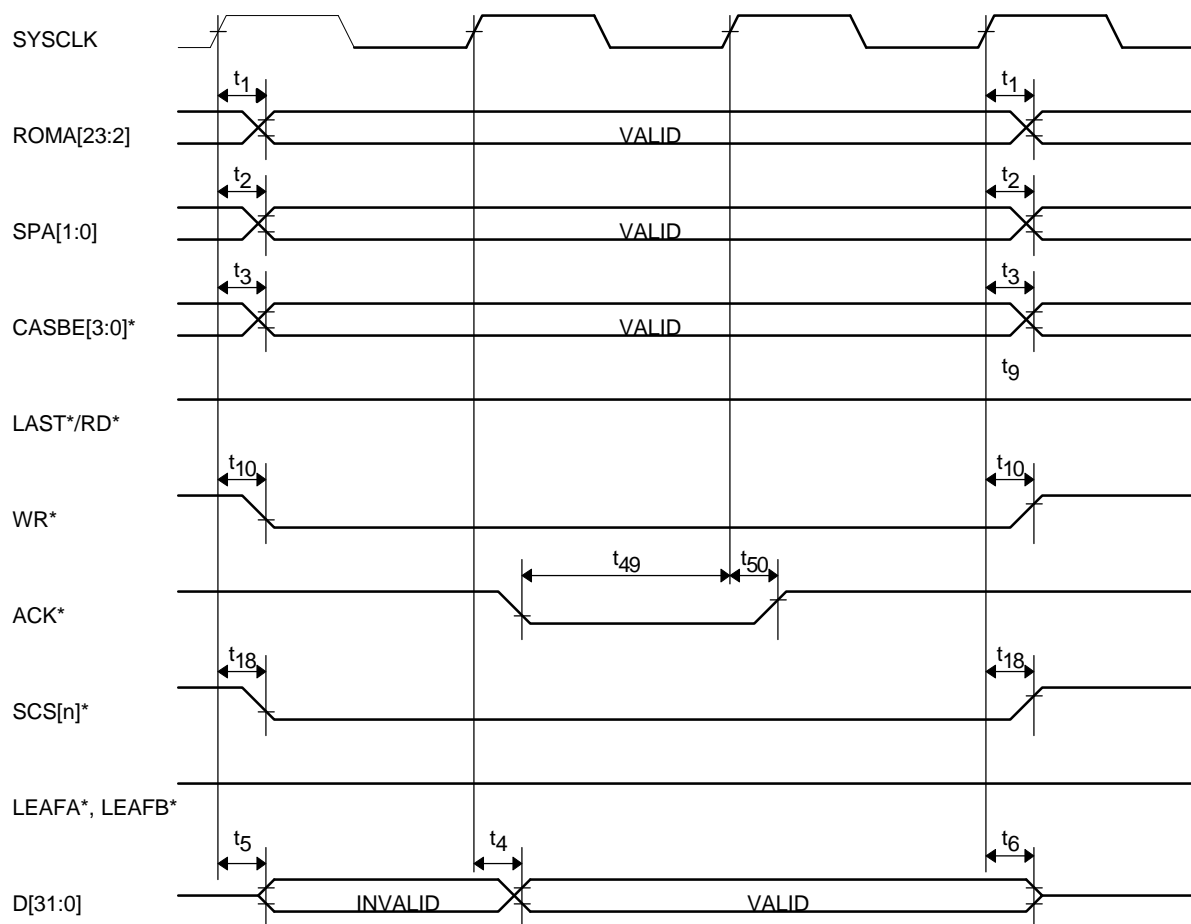 SYSCLK
t1 t1
ROMA[23:2] VALID
t2 t2
SPA[1:0] VALID
t3 t3
CASBE[3:0]* VALID
t9
LAST*/RD*
t10 t10
WR*
t49 t50
ACK*
t18 t18
SCS[n]*
LEAFA*, LEAFB*
t5 t4 t6
D[31:0] INVALID VALID